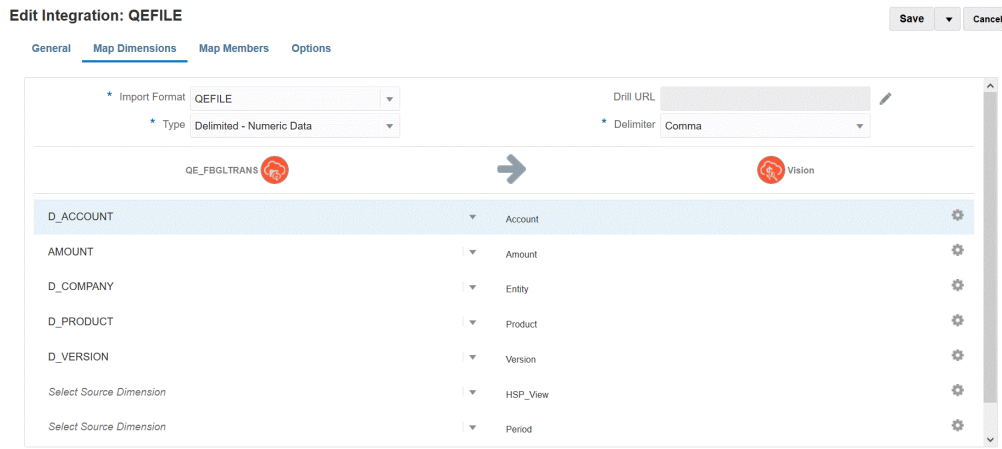 Edit Integration: QEFILE
Save
Cancel
General Map Dimensions Map Members Options
* Import Format QEFILE
Drill URL
* Type Delimited - Numeric Data
* Delimiter Comma
QE_FBGLTRANS
Vision
D_ACCOUNT Account
AMOUNT Amount
D_COMPANY Entity
D_PRODUCT Product
D_VERSION Version
Select Source Dimension HSP_View
Select Source Dimension Period